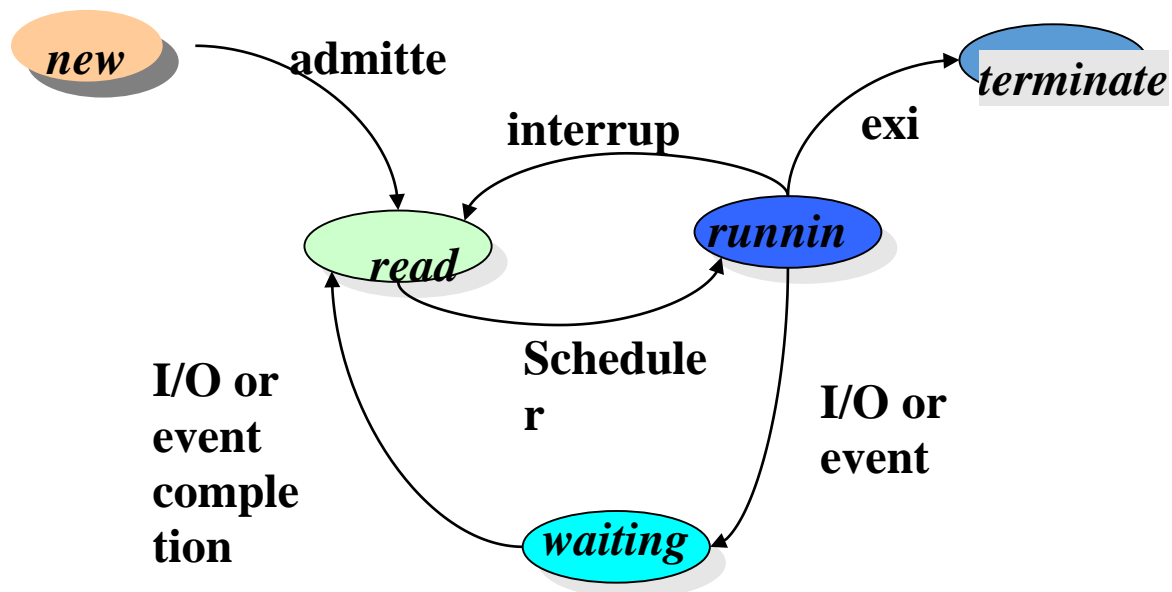 new
admitte
terminate
interrup
exi
read
runnin
Schedule
r
I/O or
event
comple
tion
I/O or
event
waiting